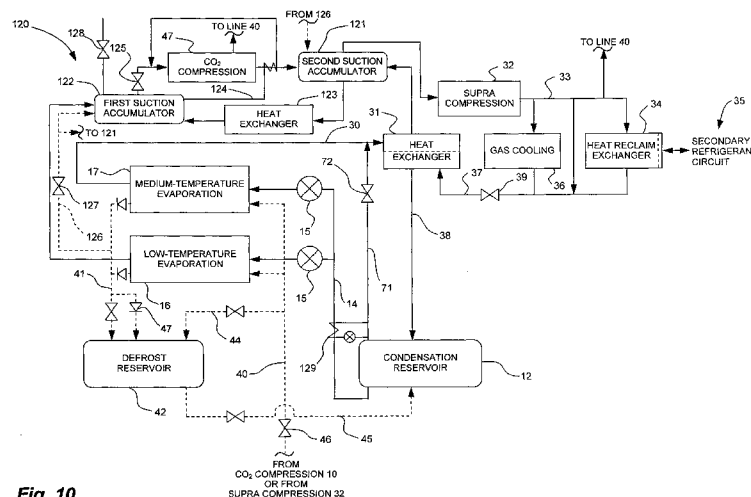 FROM 126
121
120
128
125
TO LINE 40
47
CO₂
COMPRESSION
SECOND SUCTION
ACCUMULATOR
TO LINE 40
122
124
123
32
SUPRA
COMPRESSION
33
34
35
FIRST SUCTION
ACCUMULATOR
HEAT
EXCHANGER
31
TO 121
30
HEAT
EXCHANGER
GAS COOLING
HEAT RECLAIM
EXCHANGER
SECONDARY
REFRIGERAN
CIRCUIT
17
72
MEDIUM-TEMPERATURE
EVAPORATION
37
39
36
127
15
126
38
LOW-TEMPERATURE
EVAPORATION
15
71
41
16
14
47
44
129
DEFROST
RESERVOIR
40
CONDENSATION
RESERVOIR
12
42
46
45
FROM
CO₂ COMPRESSION 10
OR FROM
SUPRA COMPRESSION 32
Fig. 10